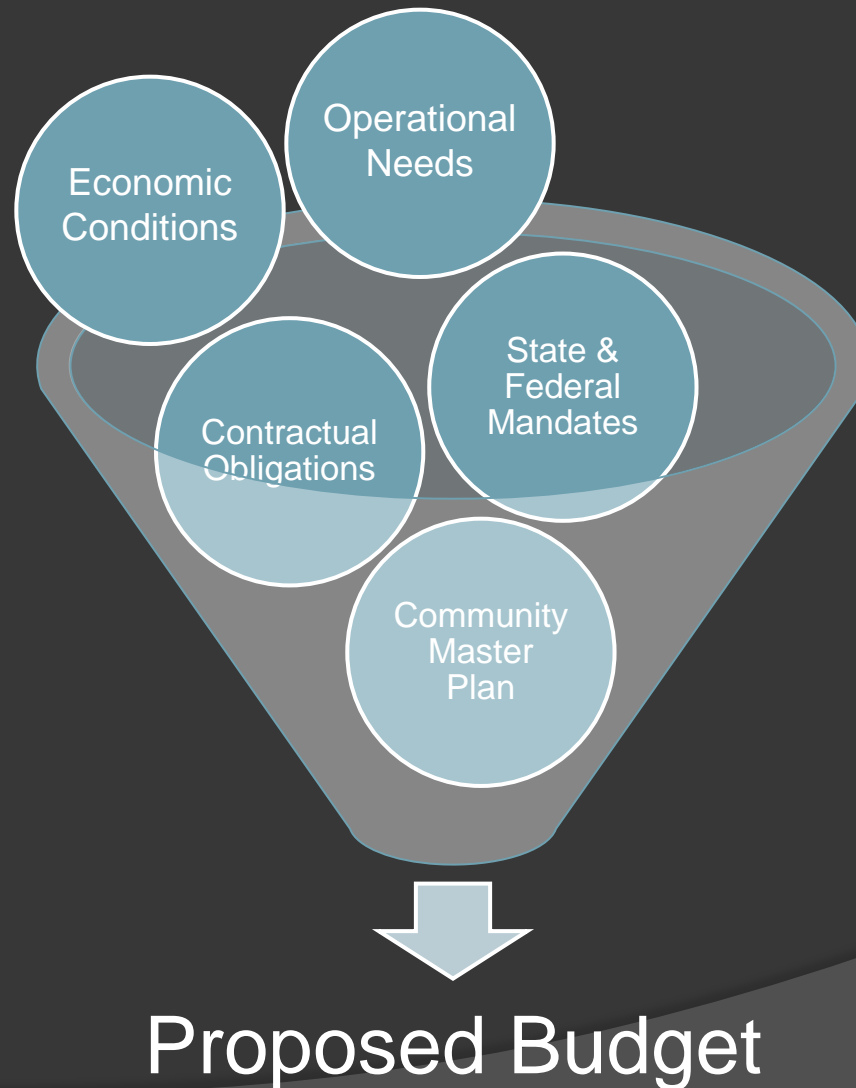 Operational
Needs
Economic
Conditions
State &
Federal
Mandates
Contractual
Obligations
Community
Master
Plan
Proposed Budget